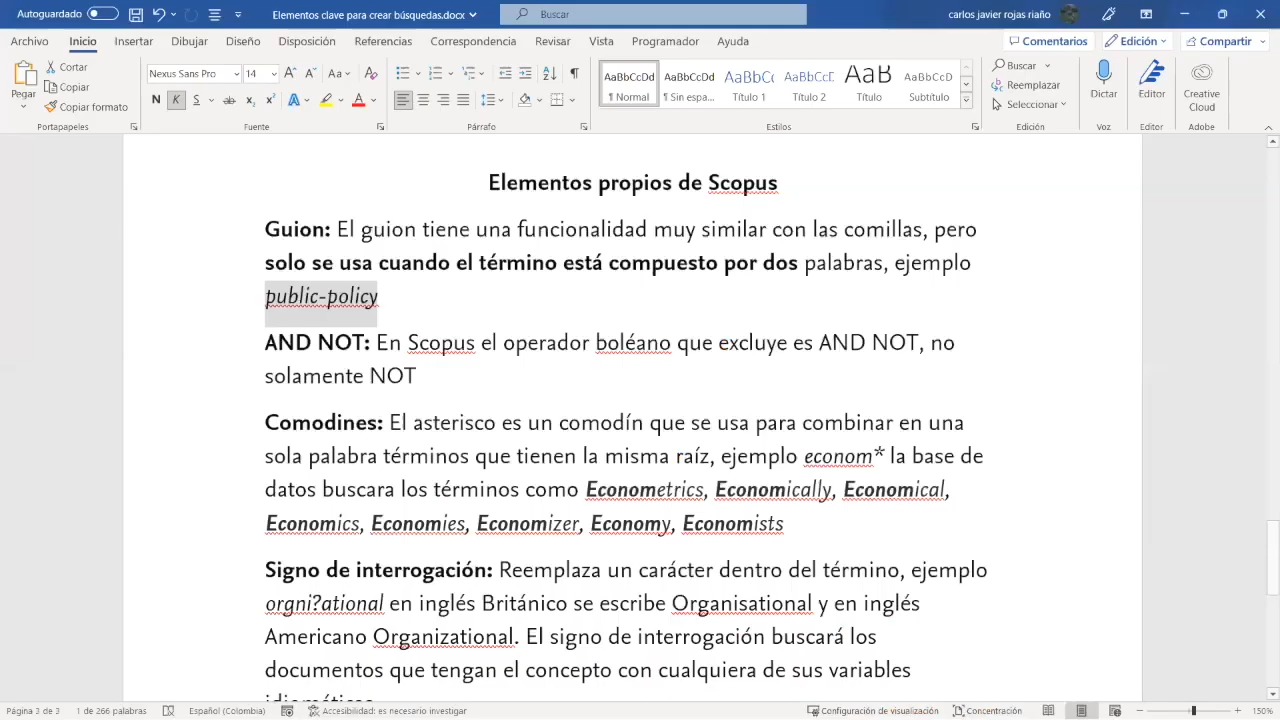 Autoguardado
Elementos clave para crear búsquedas.docx
Buscar
carlos javier rojas riaño
Archivo Inicio Insertar Dibujar Diseño Disposición Referencias Correspondencia Revisar Vista Programador Ayuda
Comentarios Edición Compartir
Pegar
Cortar
Copiar
Copiar formato
Portapapeles
Nexus Sans Pro 14
Fuente
Párrafo
AaBbCcDd AaBbCcDd AaBbCc AaBbCcE AaB AaBbCcD
¶ Normal ¶ Sin espa... Título 1 Título 2 Título Subtítulo
Estilos
Buscar
Reemplazar
Seleccionar
Edición
Dictar
Voz
Editor
Editor
Creative Cloud
Adobe
Elementos propios de Scopus
Guion: El guion tiene una funcionalidad muy similar con las comillas, pero
solo se usa cuando el término está compuesto por dos palabras, ejemplo
public-policy
AND NOT: En Scopus el operador boléano que excluye es AND NOT, no
solamente NOT
Comodines: El asterisco es un comodín que se usa para combinar en una
sola palabra términos que tienen la misma raíz, ejemplo econom* la base de
datos buscara los términos como Econometrics, Economically, Economical,
Economics, Economies, Economizer, Economy, Economists
Signo de interrogación: Reemplaza un carácter dentro del término, ejemplo
orgni?ational en inglés Británico se escribe Organisational y en inglés
Americano Organizational. El signo de interrogación buscará los
documentos que tengan el concepto con cualquiera de sus variables
idiomáticas
Página 3 de 3 1 de 266 palabras Español (Colombia) Accesibilidad: es necesario investigar
Configuración de visualización Concentración 150%